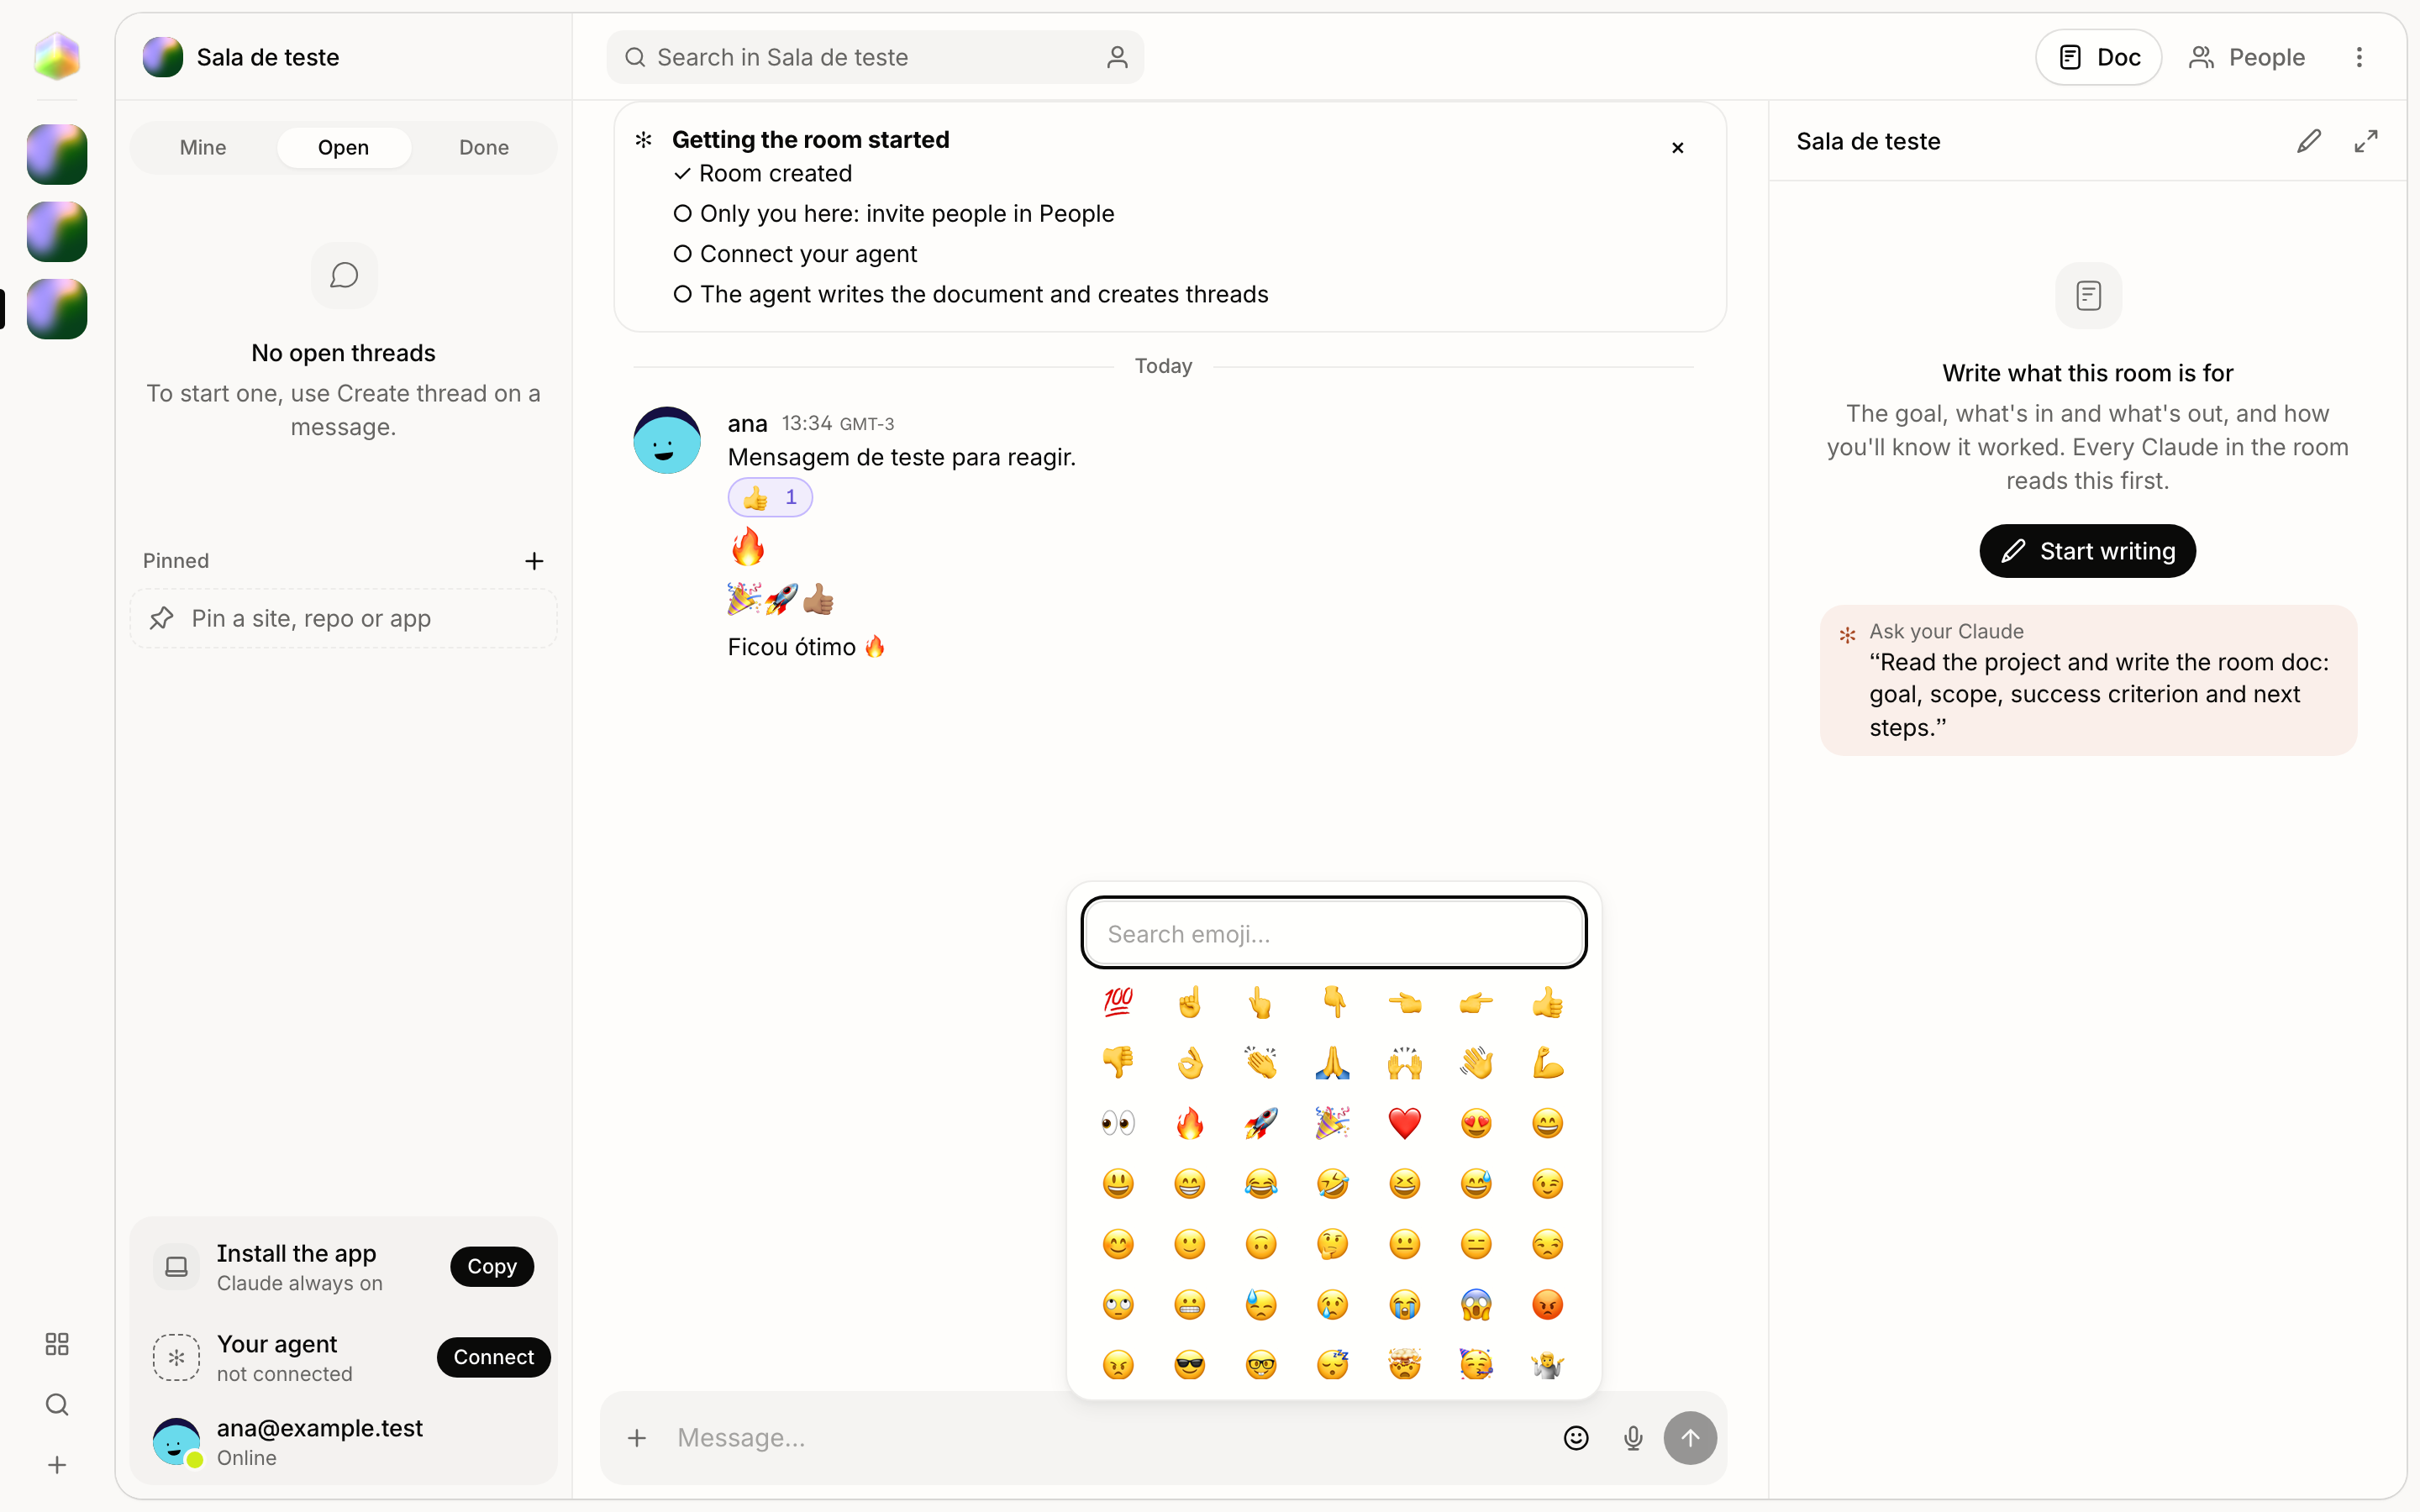 Sala de teste
Search in Sala de teste
Doc
People
Mine
Open
Done
No open threads
To start one, use Create thread on a
message.
Pinned
Pin a site, repo or app
Install the app
Claude always on
Copy
Your agent
not connected
Connect
ana@example.test
Online
Getting the room started
Room created
Only you here: invite people in People
Connect your agent
The agent writes the document and creates threads
Today
ana 13:34 GMT-3
Mensagem de teste para reagir.
👍 1
🔥
🎉🚀👍🏽
Ficou ótimo 🔥
Search emoji...
💯 ☝️ 👆 👇 👈 👉 👍
👎 👌 👏 🙏 🙌 👋 💪
👀 🔥 🚀 🎉 ❤️ 😍 😄
😃 😁 😂 🤣 😆 😅 😉
😊 🙂 🙃 🤔 😐 😑 😒
🙄 😬 😓 😢 😭 😱 😡
😠 😎 🤓 😴 🤯 🥳 🤷
Message...
Sala de teste
Write what this room is for
The goal, what's in and what's out, and how
you'll know it worked. Every Claude in the room
reads this first.
Start writing
Ask your Claude
“Read the project and write the room doc:
goal, scope, success criterion and next
steps.”